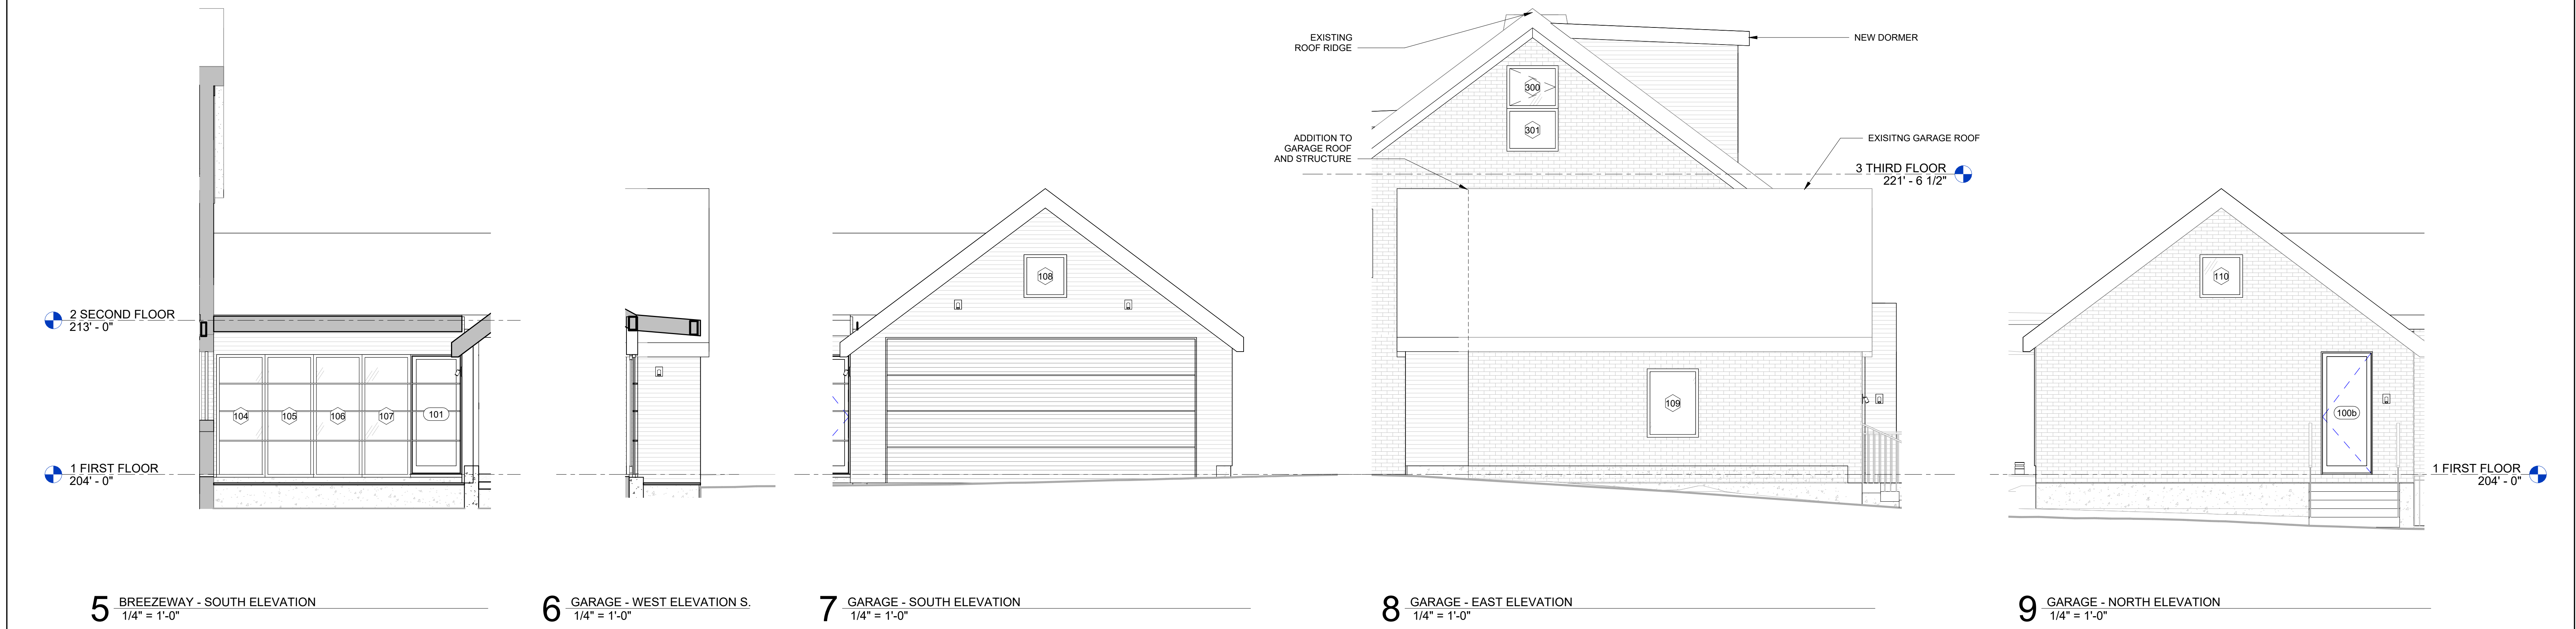 EXISTING
ROOF RIDGE
NEW DORMER
300
301
ADDITION TO
GARAGE ROOF
AND STRUCTURE
EXISITNG GARAGE ROOF
3 THIRD FLOOR
221' - 6 1/2"
2 SECOND FLOOR
213' - 0"
108
110
104
105
106
107
101
109
100b
1 FIRST FLOOR
204' - 0"
1 FIRST FLOOR
204' - 0"
5 BREEZEWAY - SOUTH ELEVATION
1/4" = 1'-0"
6 GARAGE - WEST ELEVATION S.
1/4" = 1'-0"
7 GARAGE - SOUTH ELEVATION
1/4" = 1'-0"
8 GARAGE - EAST ELEVATION
1/4" = 1'-0"
9 GARAGE - NORTH ELEVATION
1/4" = 1'-0"